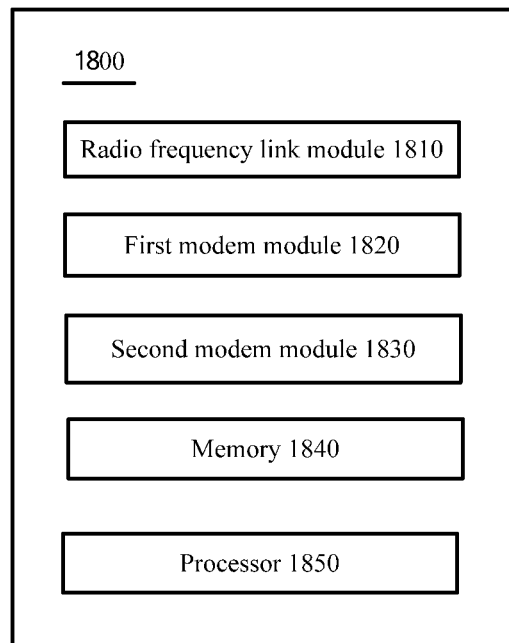 1800
Radio frequency link module 1810
First modem module 1820
Second modem module 1830
Memory 1840
Processor 1850